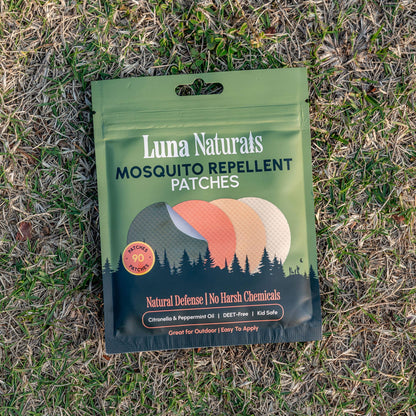 Luna Naturals
MOSQUITO REPELLENT
PATCHES
PATCHES
90
PATCHES
Natural Defense | No Harsh Chemicals
Citronella & Peppermint Oil | DEET-Free | Kid Safe
Great for Outdoor | Easy To Apply